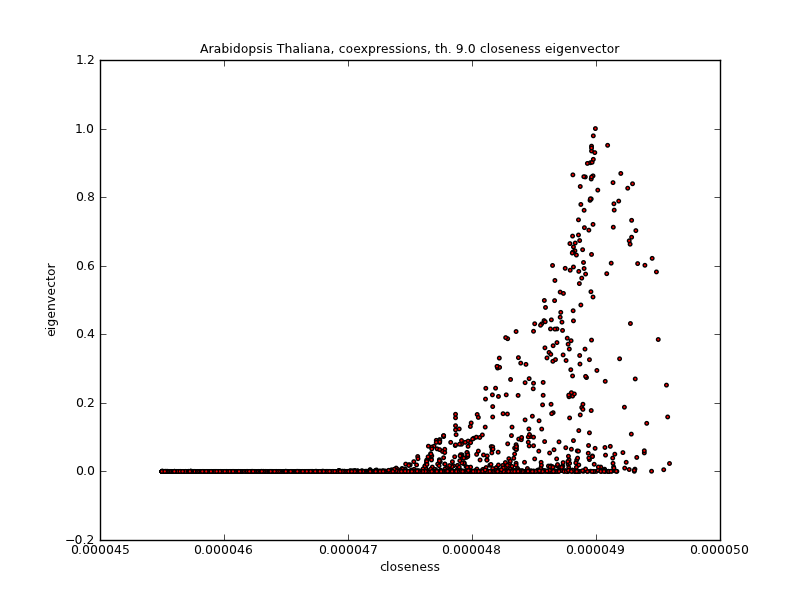 Arabidopsis Thaliana, coexpressions, th. 9.0 closeness eigenvector
1.2
1.0
0.8
0.6
0.4
0.2
0.0
−0.2
eigenvector
0.000045 0.000046 0.000047 0.000048 0.000049 0.000050
closeness